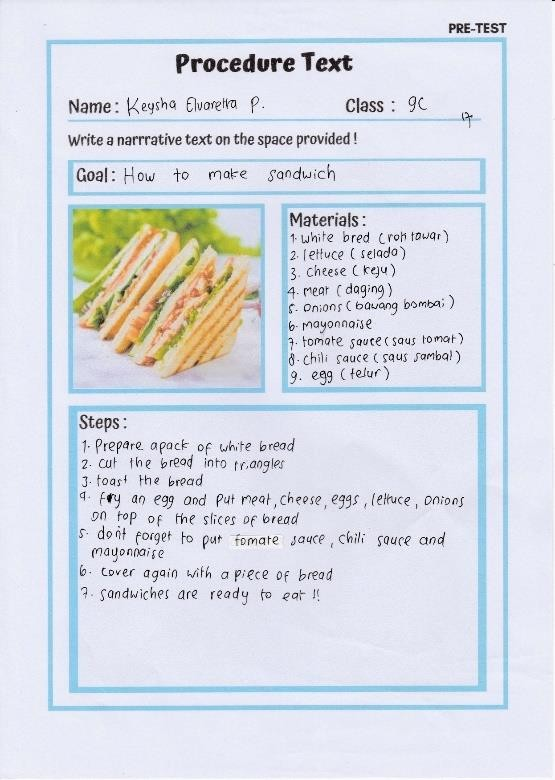 PRE-TEST
Procedure Text
Name : Keysha Elvaretta P. Class : 9C
17
Write a narrrative text on the space provided !
Goal : How to make sandwich
Materials :
1. white bred (roti tawar)
2. lettuce (selada)
3. cheese (keju)
4. meat (daging)
5. onions (bawang bombai)
6. mayonnaise
7. tomate sauce (saus tomat)
8. chili sauce (saus sambal)
9. egg (telur)
Steps :
1. Prepare apack of white bread
2. cut the bread into triangles
3. toast the bread
4. fry an egg and put meat, cheese, eggs, lettuce, onions
on top of the slices of bread
5. don't forget to put tomate sauce, chili sauce and
mayonnaise
6. cover again with a piece of bread
7. sandwiches are ready to eat !!